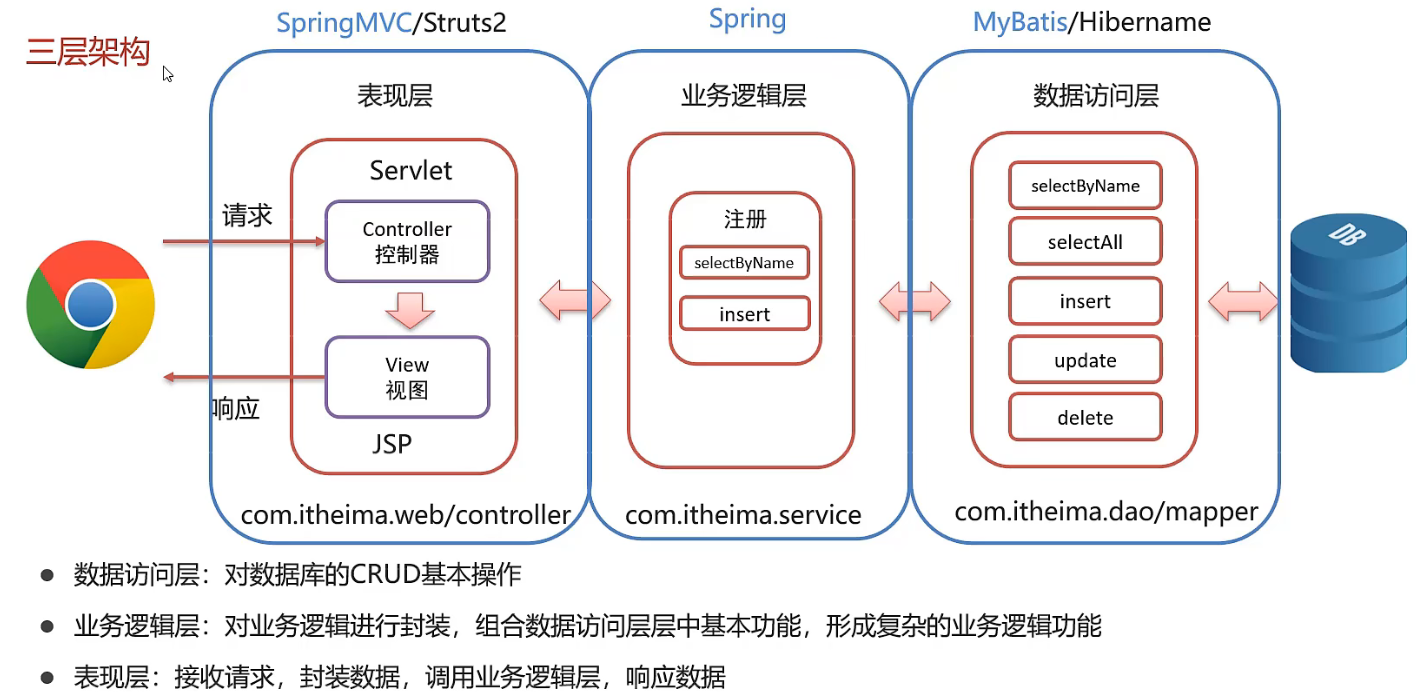 三层架构
SpringMVC/Struts2
Spring
MyBatis/Hibername
表现层
业务逻辑层
数据访问层
Servlet
请求
Controller
控制器
View
视图
响应
JSP
注册
selectByName
insert
selectByName
selectAll
insert
update
delete
DB
com.itheima.web/controller
com.itheima.service
com.itheima.dao/mapper
● 数据访问层：对数据库的CRUD基本操作
● 业务逻辑层：对业务逻辑进行封装，组合数据访问层层中基本功能，形成复杂的业务逻辑功能
● 表现层：接收请求，封装数据，调用业务逻辑层，响应数据